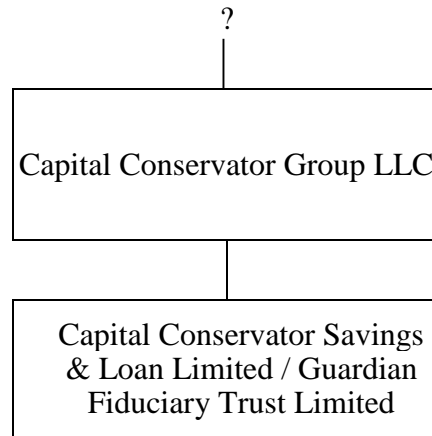 ?
Capital Conservator Group LLC
Capital Conservator Savings
& Loan Limited / Guardian
Fiduciary Trust Limited